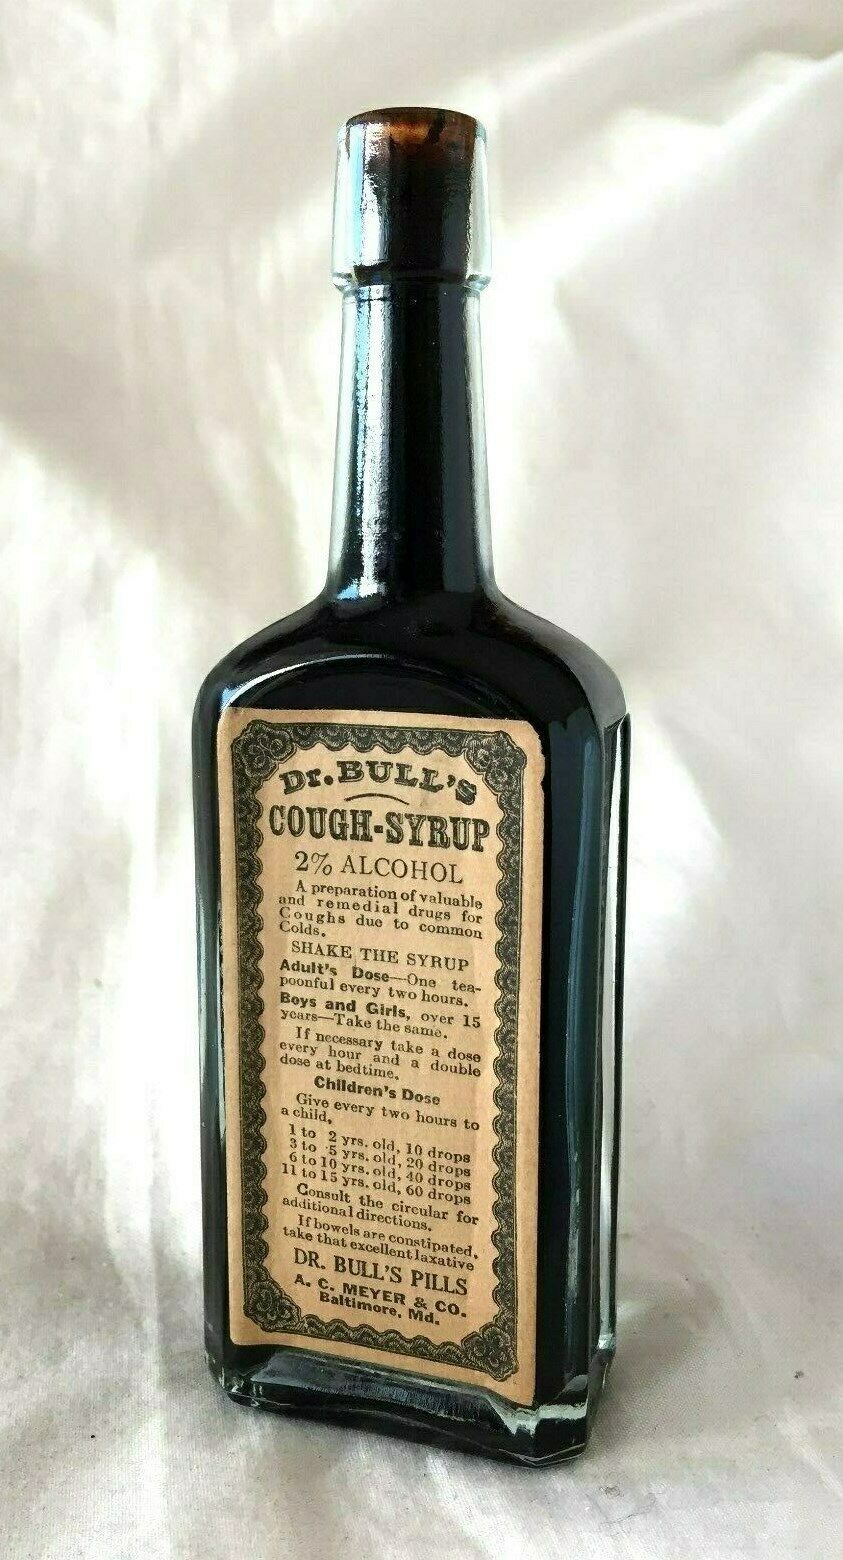 Dr. BULL'S
COUGH-SYRUP
2% ALCOHOL
A preparation of valuable
and remedial drugs for
Coughs due to common
Colds.
SHAKE THE SYRUP
Adult's Dose—One tea-
poonful every two hours.
Boys and Girls, over 15
years—Take the same.
If necessary take a dose
every hour and a double
dose at bedtime.
Children's Dose
Give every two hours to
a child,
1 to 2 yrs. old, 10 drops
3 to 5 yrs. old, 20 drops
6 to 10 yrs. old, 40 drops
11 to 15 yrs. old, 60 drops
Consult the circular for
additional directions.
If bowels are constipated,
take that excellent laxative
DR. BULL'S PILLS
A. C. MEYER & CO.
Baltimore, Md.